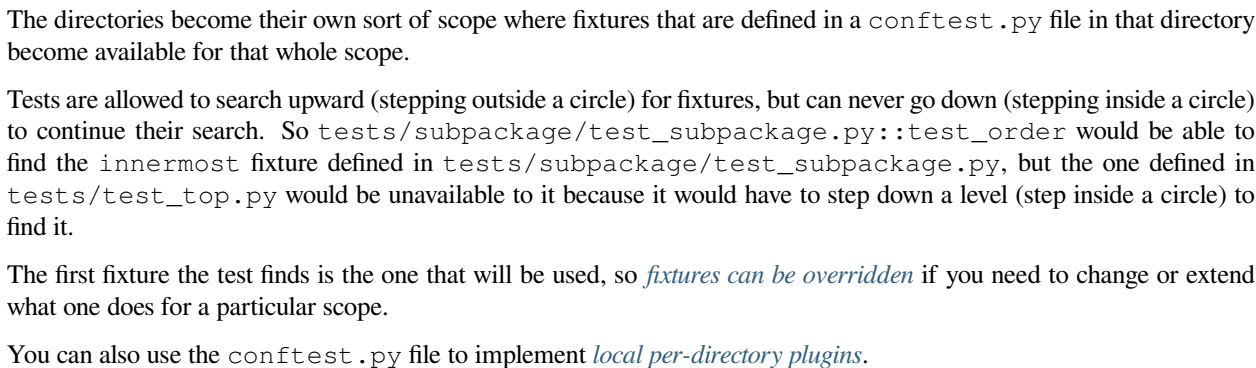 The directories become their own sort of scope where fixtures that are defined in a conftest.py file in that directory
become available for that whole scope.
Tests are allowed to search upward (stepping outside a circle) for fixtures, but can never go down (stepping inside a circle)
to continue their search. So tests/subpackage/test_subpackage.py::test_order would be able to
find the innermost fixture defined in tests/subpackage/test_subpackage.py, but the one defined in
tests/test_top.py would be unavailable to it because it would have to step down a level (step inside a circle) to
find it.
The first fixture the test finds is the one that will be used, so fixtures can be overridden if you need to change or extend
what one does for a particular scope.
You can also use the conftest.py file to implement local per-directory plugins.